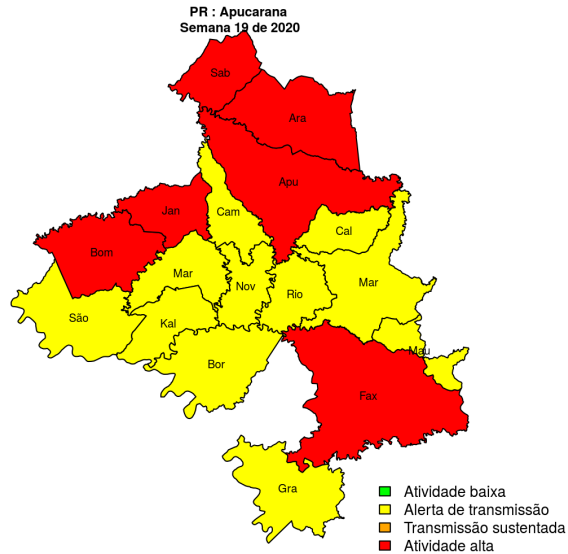 PR : Apucarana
Semana 19 de 2020
Sab
Ara
Apu
Jan
Cam
Cal
Bom
Mar
Nov
Rio
Mar
São
Kal
Mau
Bor
Fax
Gra
Atividade baixa
Alerta de transmissão
Transmissão sustentada
Atividade alta